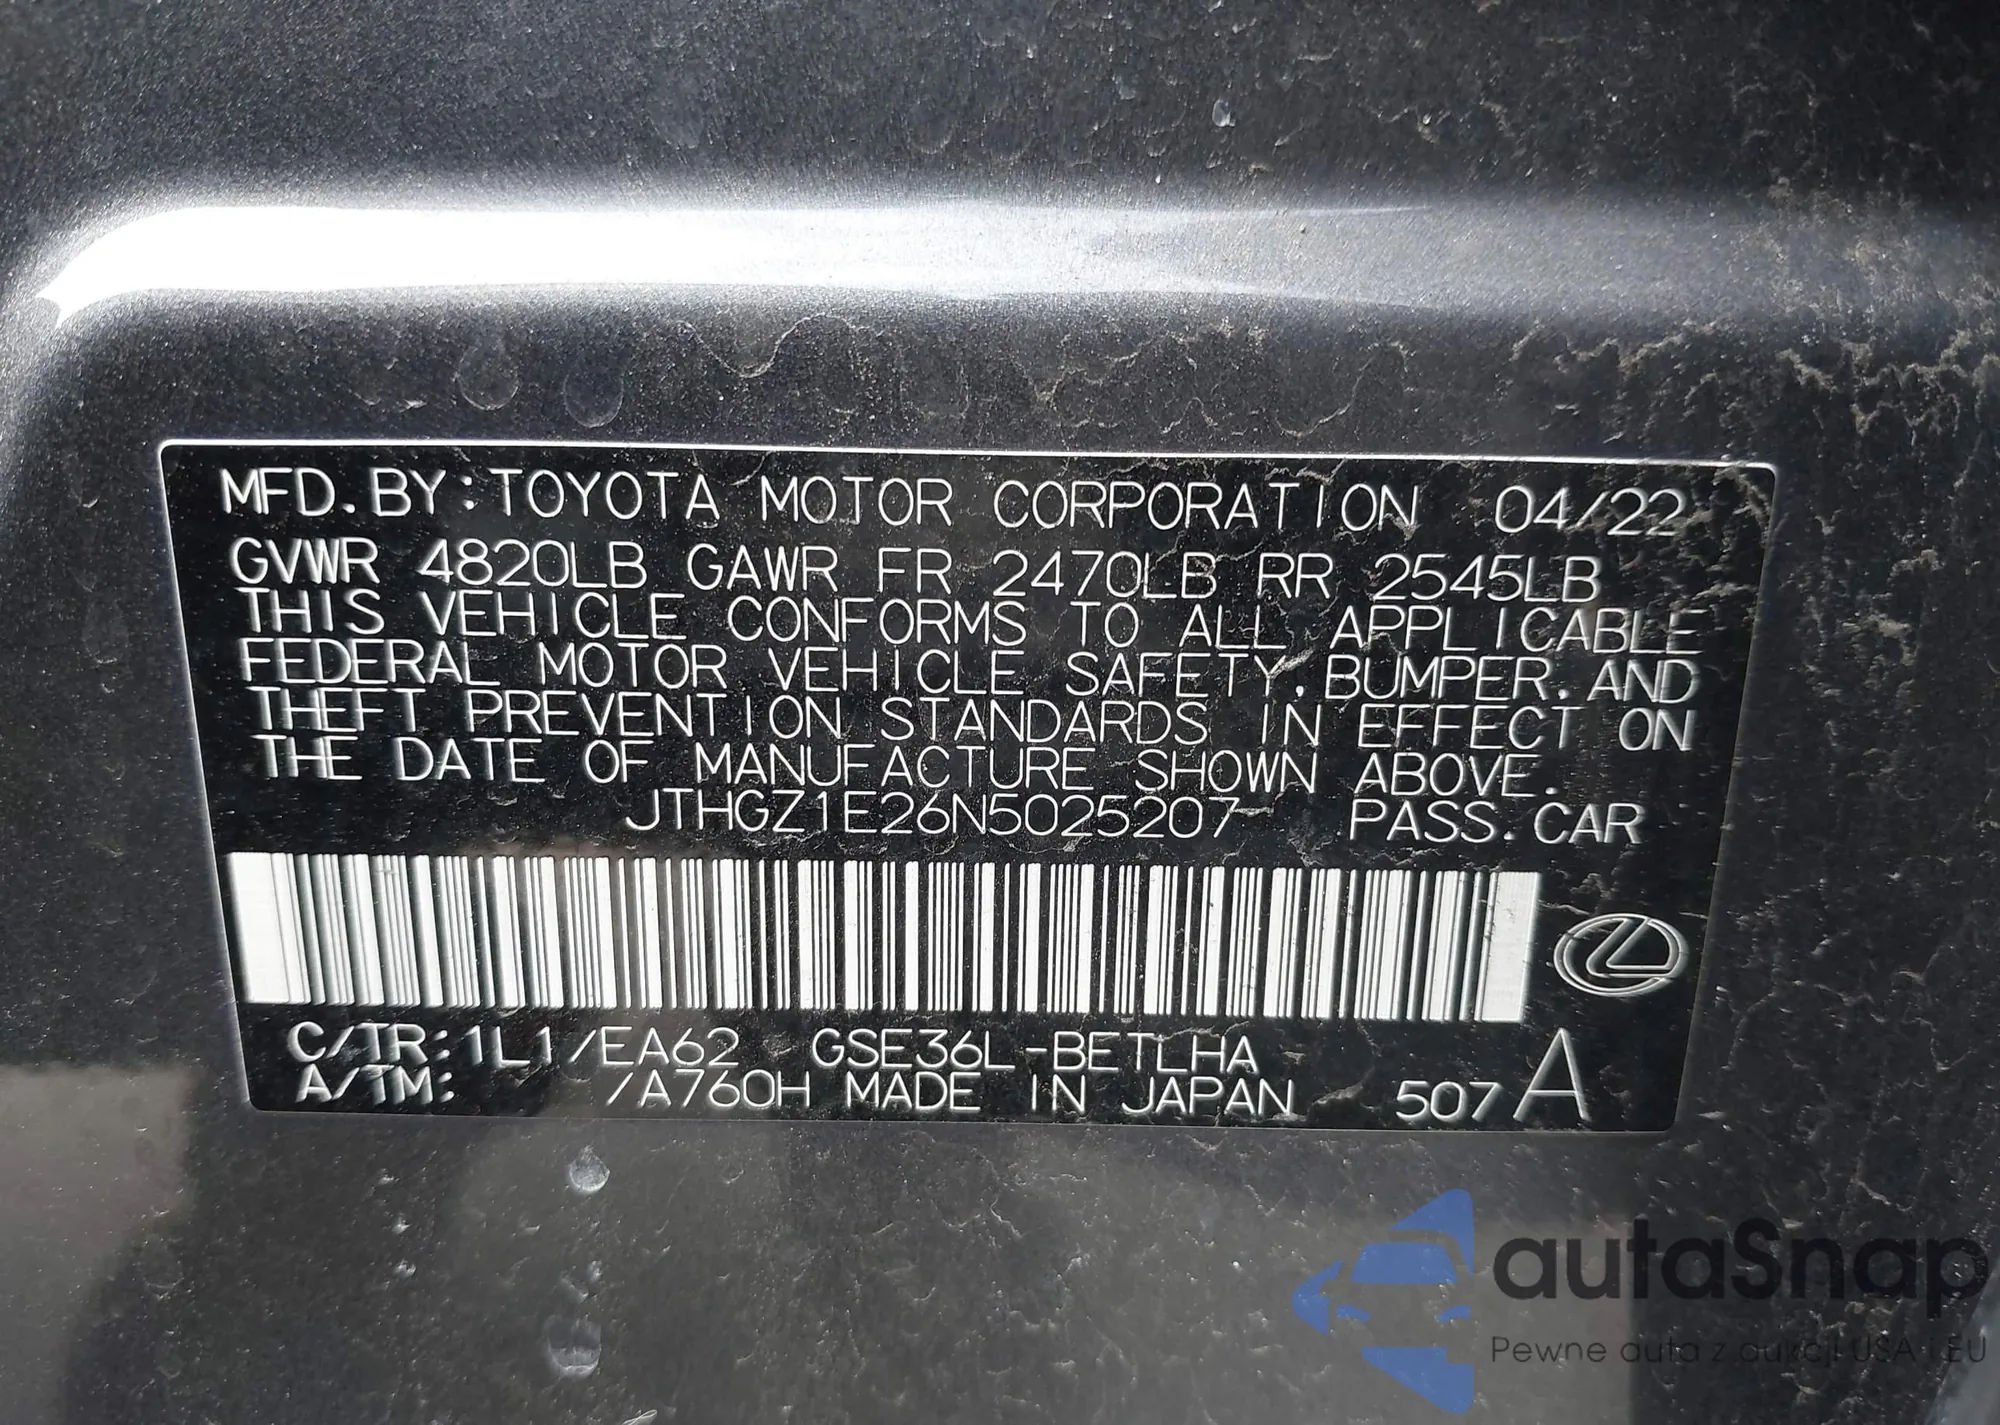 MFD. BY: TOYOTA MOTOR CORPORATION 04/22
GVWR 4820LB GAWR FR 2470LB RR 2545LB
THIS VEHICLE CONFORMS TO ALL APPLICABLE
FEDERAL MOTOR VEHICLE SAFETY, BUMPER, AND
THEFT PREVENTION STANDARDS IN EFFECT ON
THE DATE OF MANUFACTURE SHOWN ABOVE.
JTHGZ1E26N5025207 PASS. CAR
C/TR: 1L1/EA62 GSE36L-BETLHA
A/TM: /A760H MADE IN JAPAN 507 A
autaSnap
Pewne auta z aukcji USA i EU